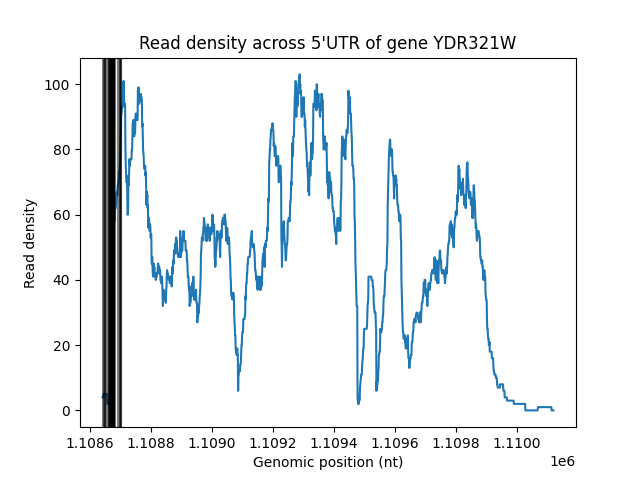 Read density across 5'UTR of gene YDR321W
Read density
100
80
60
40
20
0
1.1086 1.1088 1.1090 1.1092 1.1094 1.1096 1.1098 1.1100
1e6
Genomic position (nt)